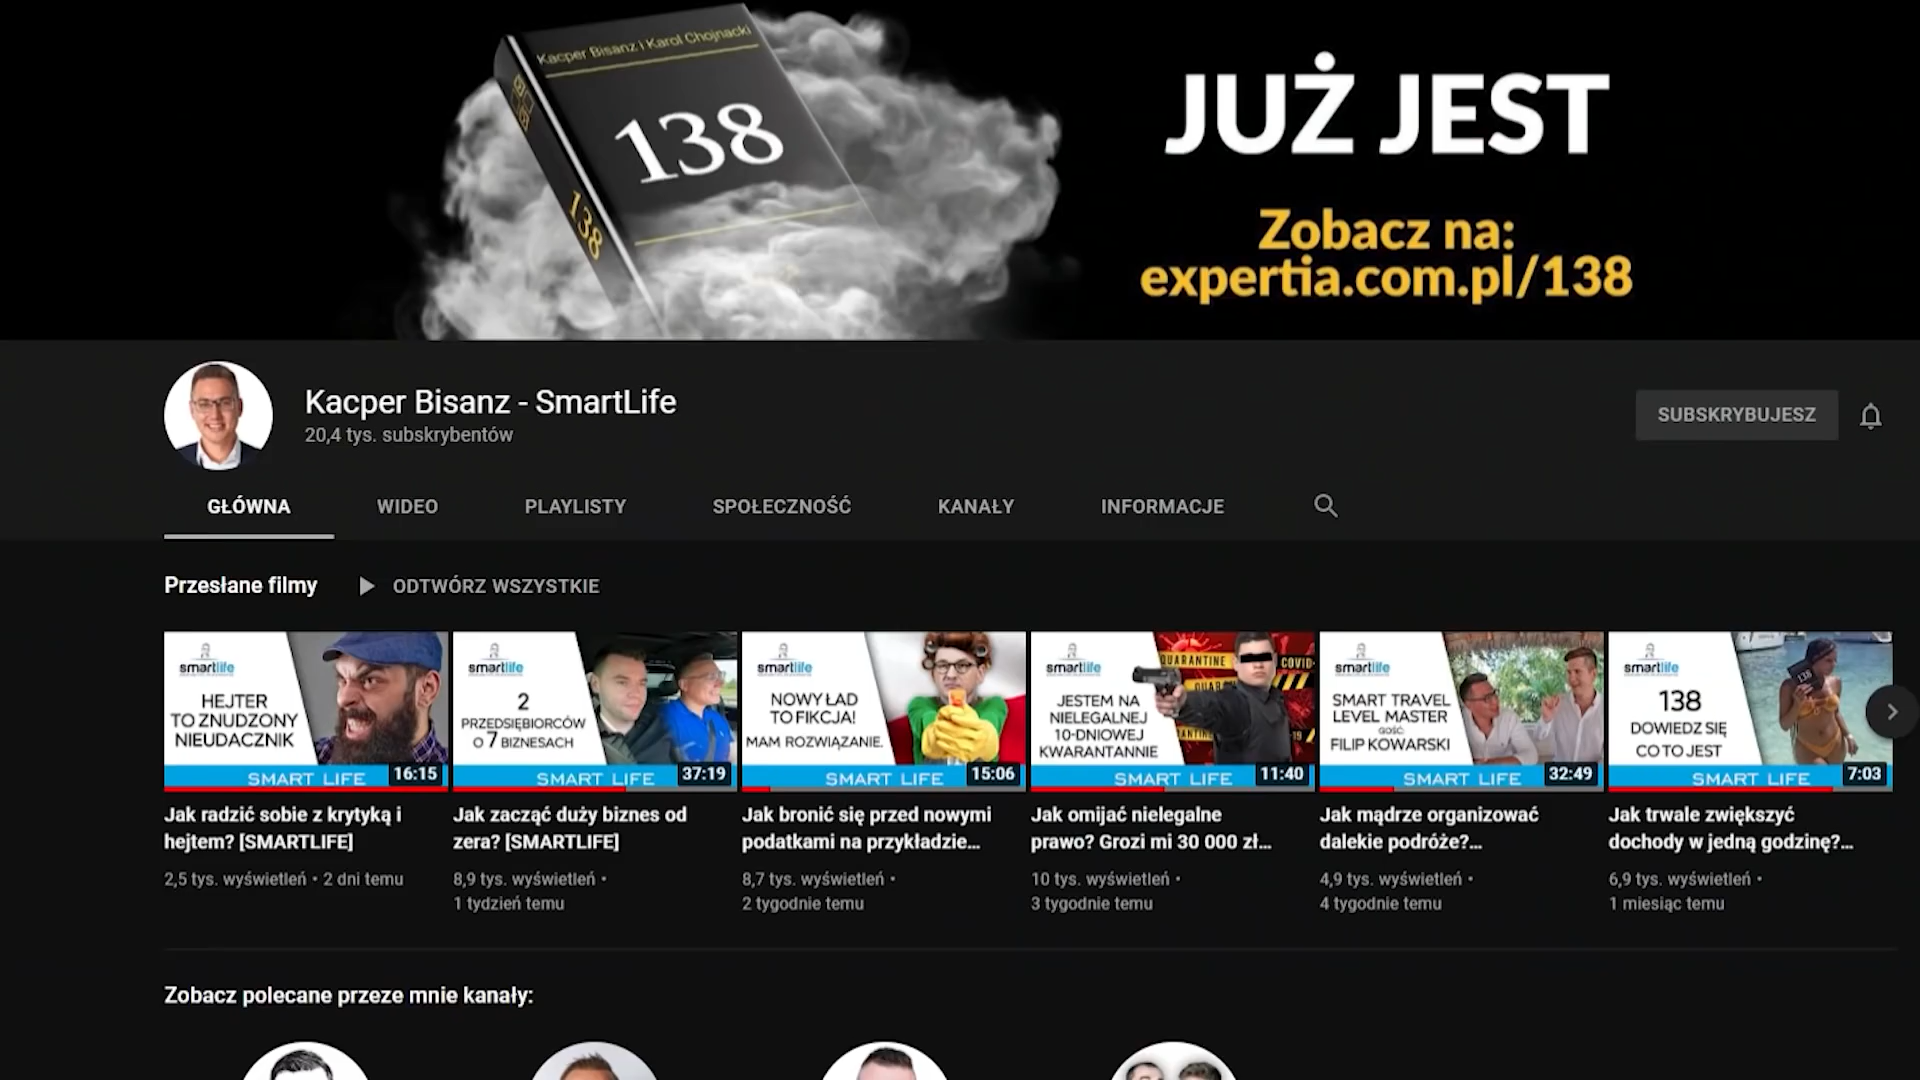 Kacper Bisanz i Karol Chojnacki
138
138
JUŻ JEST
Zobacz na:
expertia.com.pl/138
Kacper Bisanz - SmartLife
20,4 tys. subskrybentów
SUBSKRYBUJESZ
GŁÓWNA
WIDEO
PLAYLISTY
SPOŁECZNOŚĆ
KANAŁY
INFORMACJE
Przesłane filmy
ODTWÓRZ WSZYSTKIE
smartlife
HEJTER
TO ZNUDZONY
NIEUDACZNIK
SMART LIFE
16:15
Jak radzić sobie z krytyką i
hejtem? [SMARTLIFE]
2,5 tys. wyświetleń • 2 dni temu
smartlife
2
PRZEDSIĘBIORCÓW
O 7 BIZNESACH
SMART LIFE
37:19
Jak zacząć duży biznes od
zera? [SMARTLIFE]
8,9 tys. wyświetleń •
1 tydzień temu
smartlife
NOWY ŁAD
TO FIKCJA!
MAM ROZWIĄZANIE.
SMART LIFE
15:06
Jak bronić się przed nowymi
podatkami na przykładzie...
8,7 tys. wyświetleń •
2 tygodnie temu
smartlife
JESTEM NA
NIELEGALNEJ
10-DNIOWEJ
KWARANTANNIE
QUARANTINE
COVID-
SMART LIFE
11:40
Jak omijać nielegalne
prawo? Grozi mi 30 000 zł...
10 tys. wyświetleń •
3 tygodnie temu
smartlife
SMART TRAVEL
LEVEL MASTER
GOŚĆ:
FILIP KOWARSKI
SMART LIFE
32:49
Jak mądrze organizować
dalekie podróże?...
4,9 tys. wyświetleń •
4 tygodnie temu
smartlife
138
DOWIEDZ SIĘ
CO TO JEST
138
SMART LIFE
7:03
Jak trwale zwiększyć
dochody w jedną godzinę?...
6,9 tys. wyświetleń •
1 miesiąc temu
Zobacz polecane przeze mnie kanały: